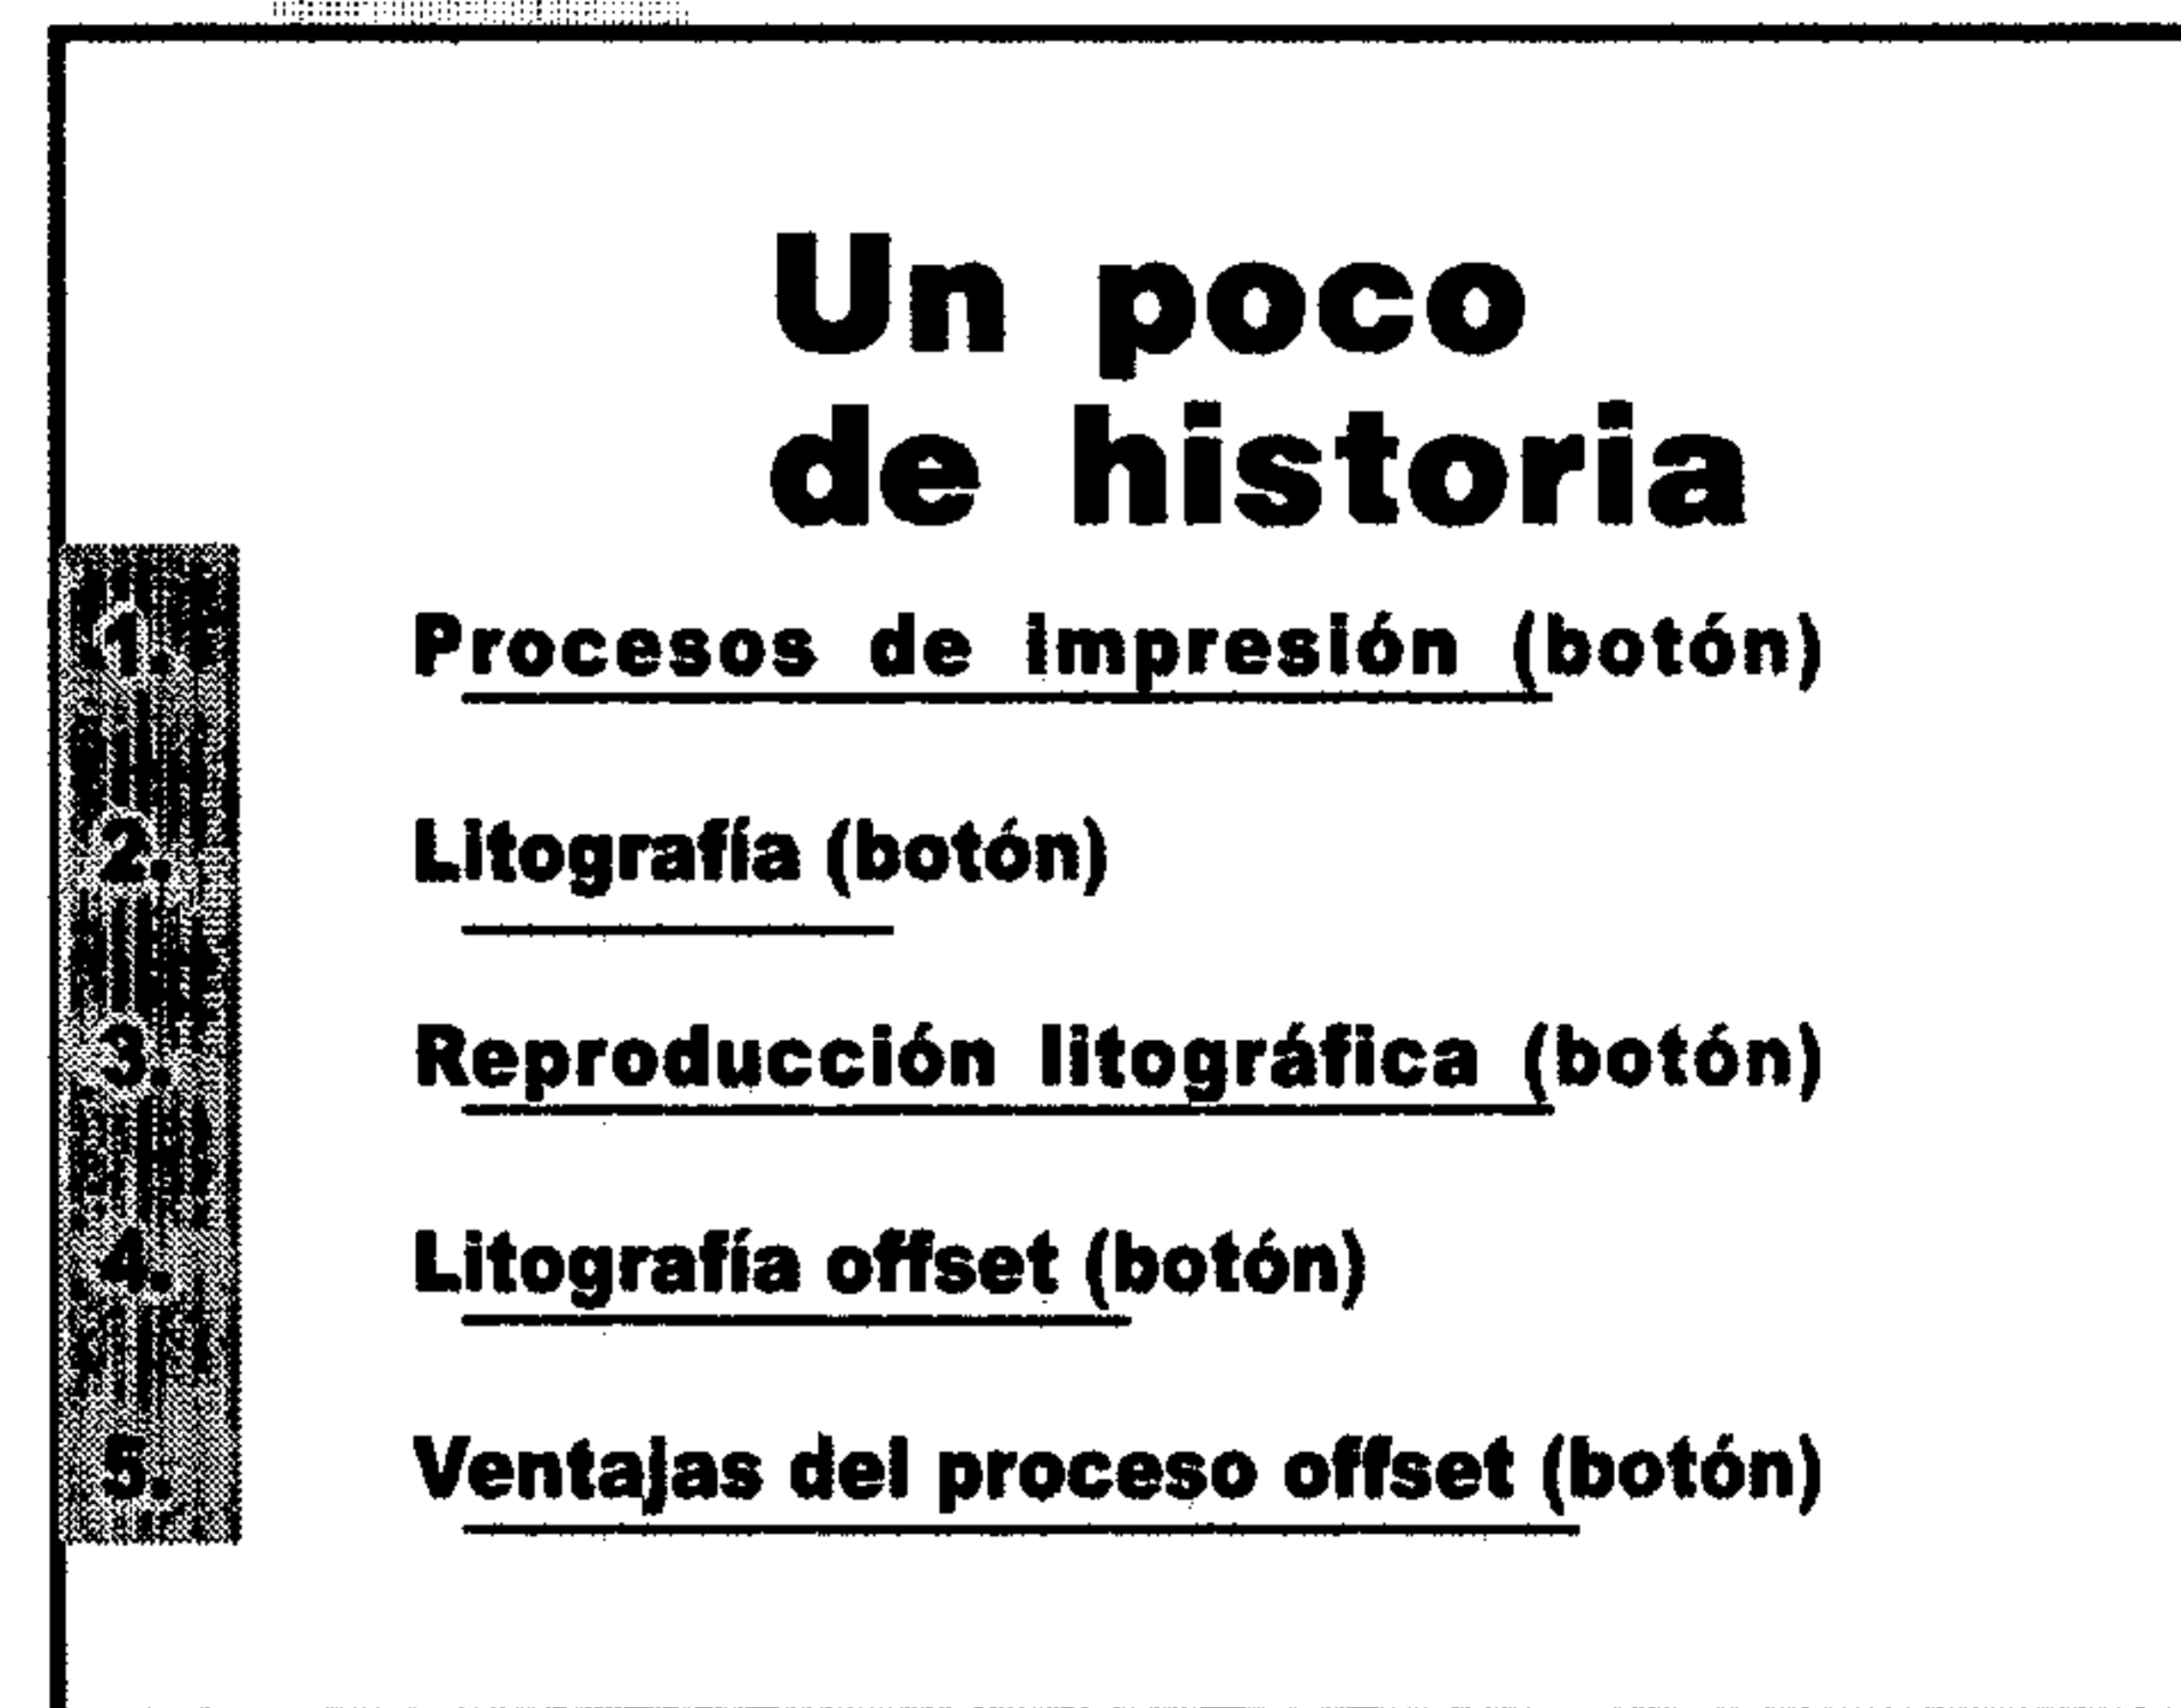 Un poco
de historia
1. Procesos de impresión (botón)
2. Litografía (botón)
3. Reproducción litográfica (botón)
4. Litografía offset (botón)
5. Ventajas del proceso offset (botón)